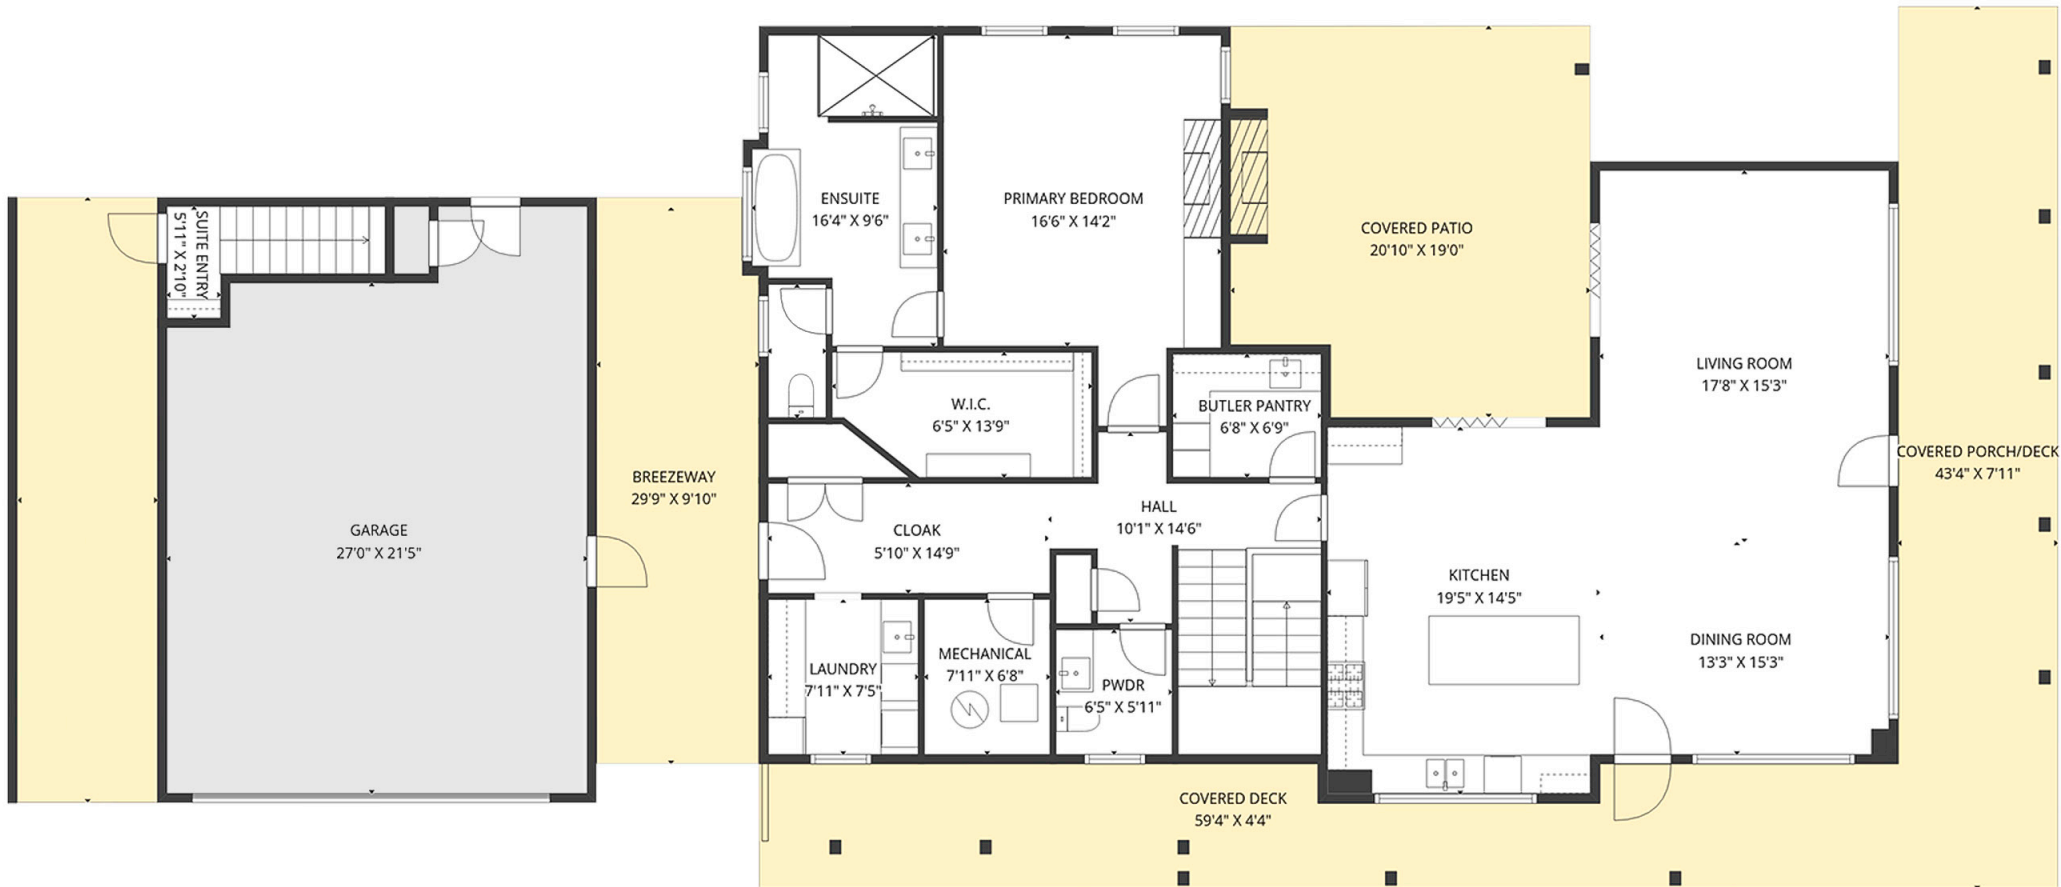 SUITE ENTRY
5'11" X 2'10"
GARAGE
27'0" X 21'5"
BREEZEWAY
29'9" X 9'10"
ENSUITE
16'4" X 9'6"
PRIMARY BEDROOM
16'6" X 14'2"
COVERED PATIO
20'10" X 19'0"
LIVING ROOM
17'8" X 15'3"
W.I.C.
6'5" X 13'9"
BUTLER PANTRY
6'8" X 6'9"
COVERED PORCH/DECK
43'4" X 7'11"
CLOAK
5'10" X 14'9"
HALL
10'1" X 14'6"
KITCHEN
19'5" X 14'5"
DINING ROOM
13'3" X 15'3"
LAUNDRY
7'11" X 7'5"
MECHANICAL
7'11" X 6'8"
PWDR
6'5" X 5'11"
COVERED DECK
59'4" X 4'4"